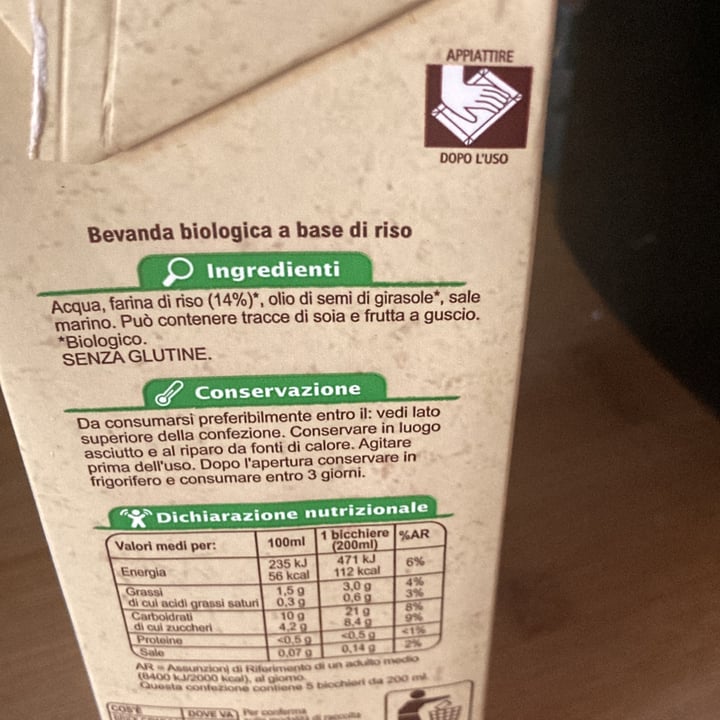 APPIATTIRE
DOPO L'USO
Bevanda biologica a base di riso
Ingredienti
Acqua, farina di riso (14%)*, olio di semi di girasole*, sale
marino. Può contenere tracce di soia e frutta a guscio.
*Biologico.
SENZA GLUTINE.
Conservazione
Da consumarsi preferibilmente entro il: vedi lato
superiore della confezione. Conservare in luogo
asciutto e al riparo da fonti di calore. Agitare
prima dell'uso. Dopo l'apertura conservare in
frigorifero e consumare entro 3 giorni.
Dichiarazione nutrizionale
Valori medi per: 100ml 1 bicchiere (200ml) %AR
Energia 235 kJ 471 kJ 6%
56 kcal 112 kcal
Grassi 1,5 g 3,0 g 4%
di cui acidi grassi saturi 0,3 g 0,6 g 3%
Carboidrati 10 g 21 g 8%
di cui zuccheri 4,2 g 8,4 g 9%
Proteine <0,5 g <0,5 g <1%
Sale 0,07 g 0,14 g 2%
AR = Assunzioni di Riferimento di un adulto medio
(8400 kJ/2000 kcal), al giorno.
Questa confezione contiene 5 bicchieri da 200 ml
COS'È DOVE VA Per conferma
di raccolta